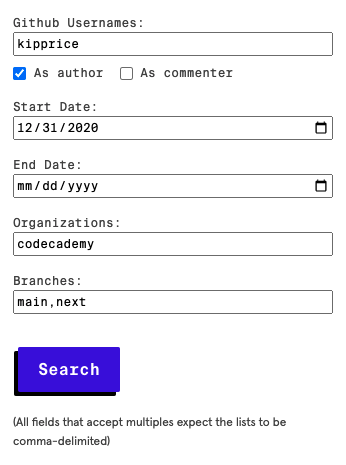 Github Usernames:
kipprice
As author As commenter
Start Date:
12/31/2020
End Date:
mm/dd/yyyy
Organizations:
codecademy
Branches:
main,next
Search
(All fields that accept multiples expect the lists to be
comma-delimited)